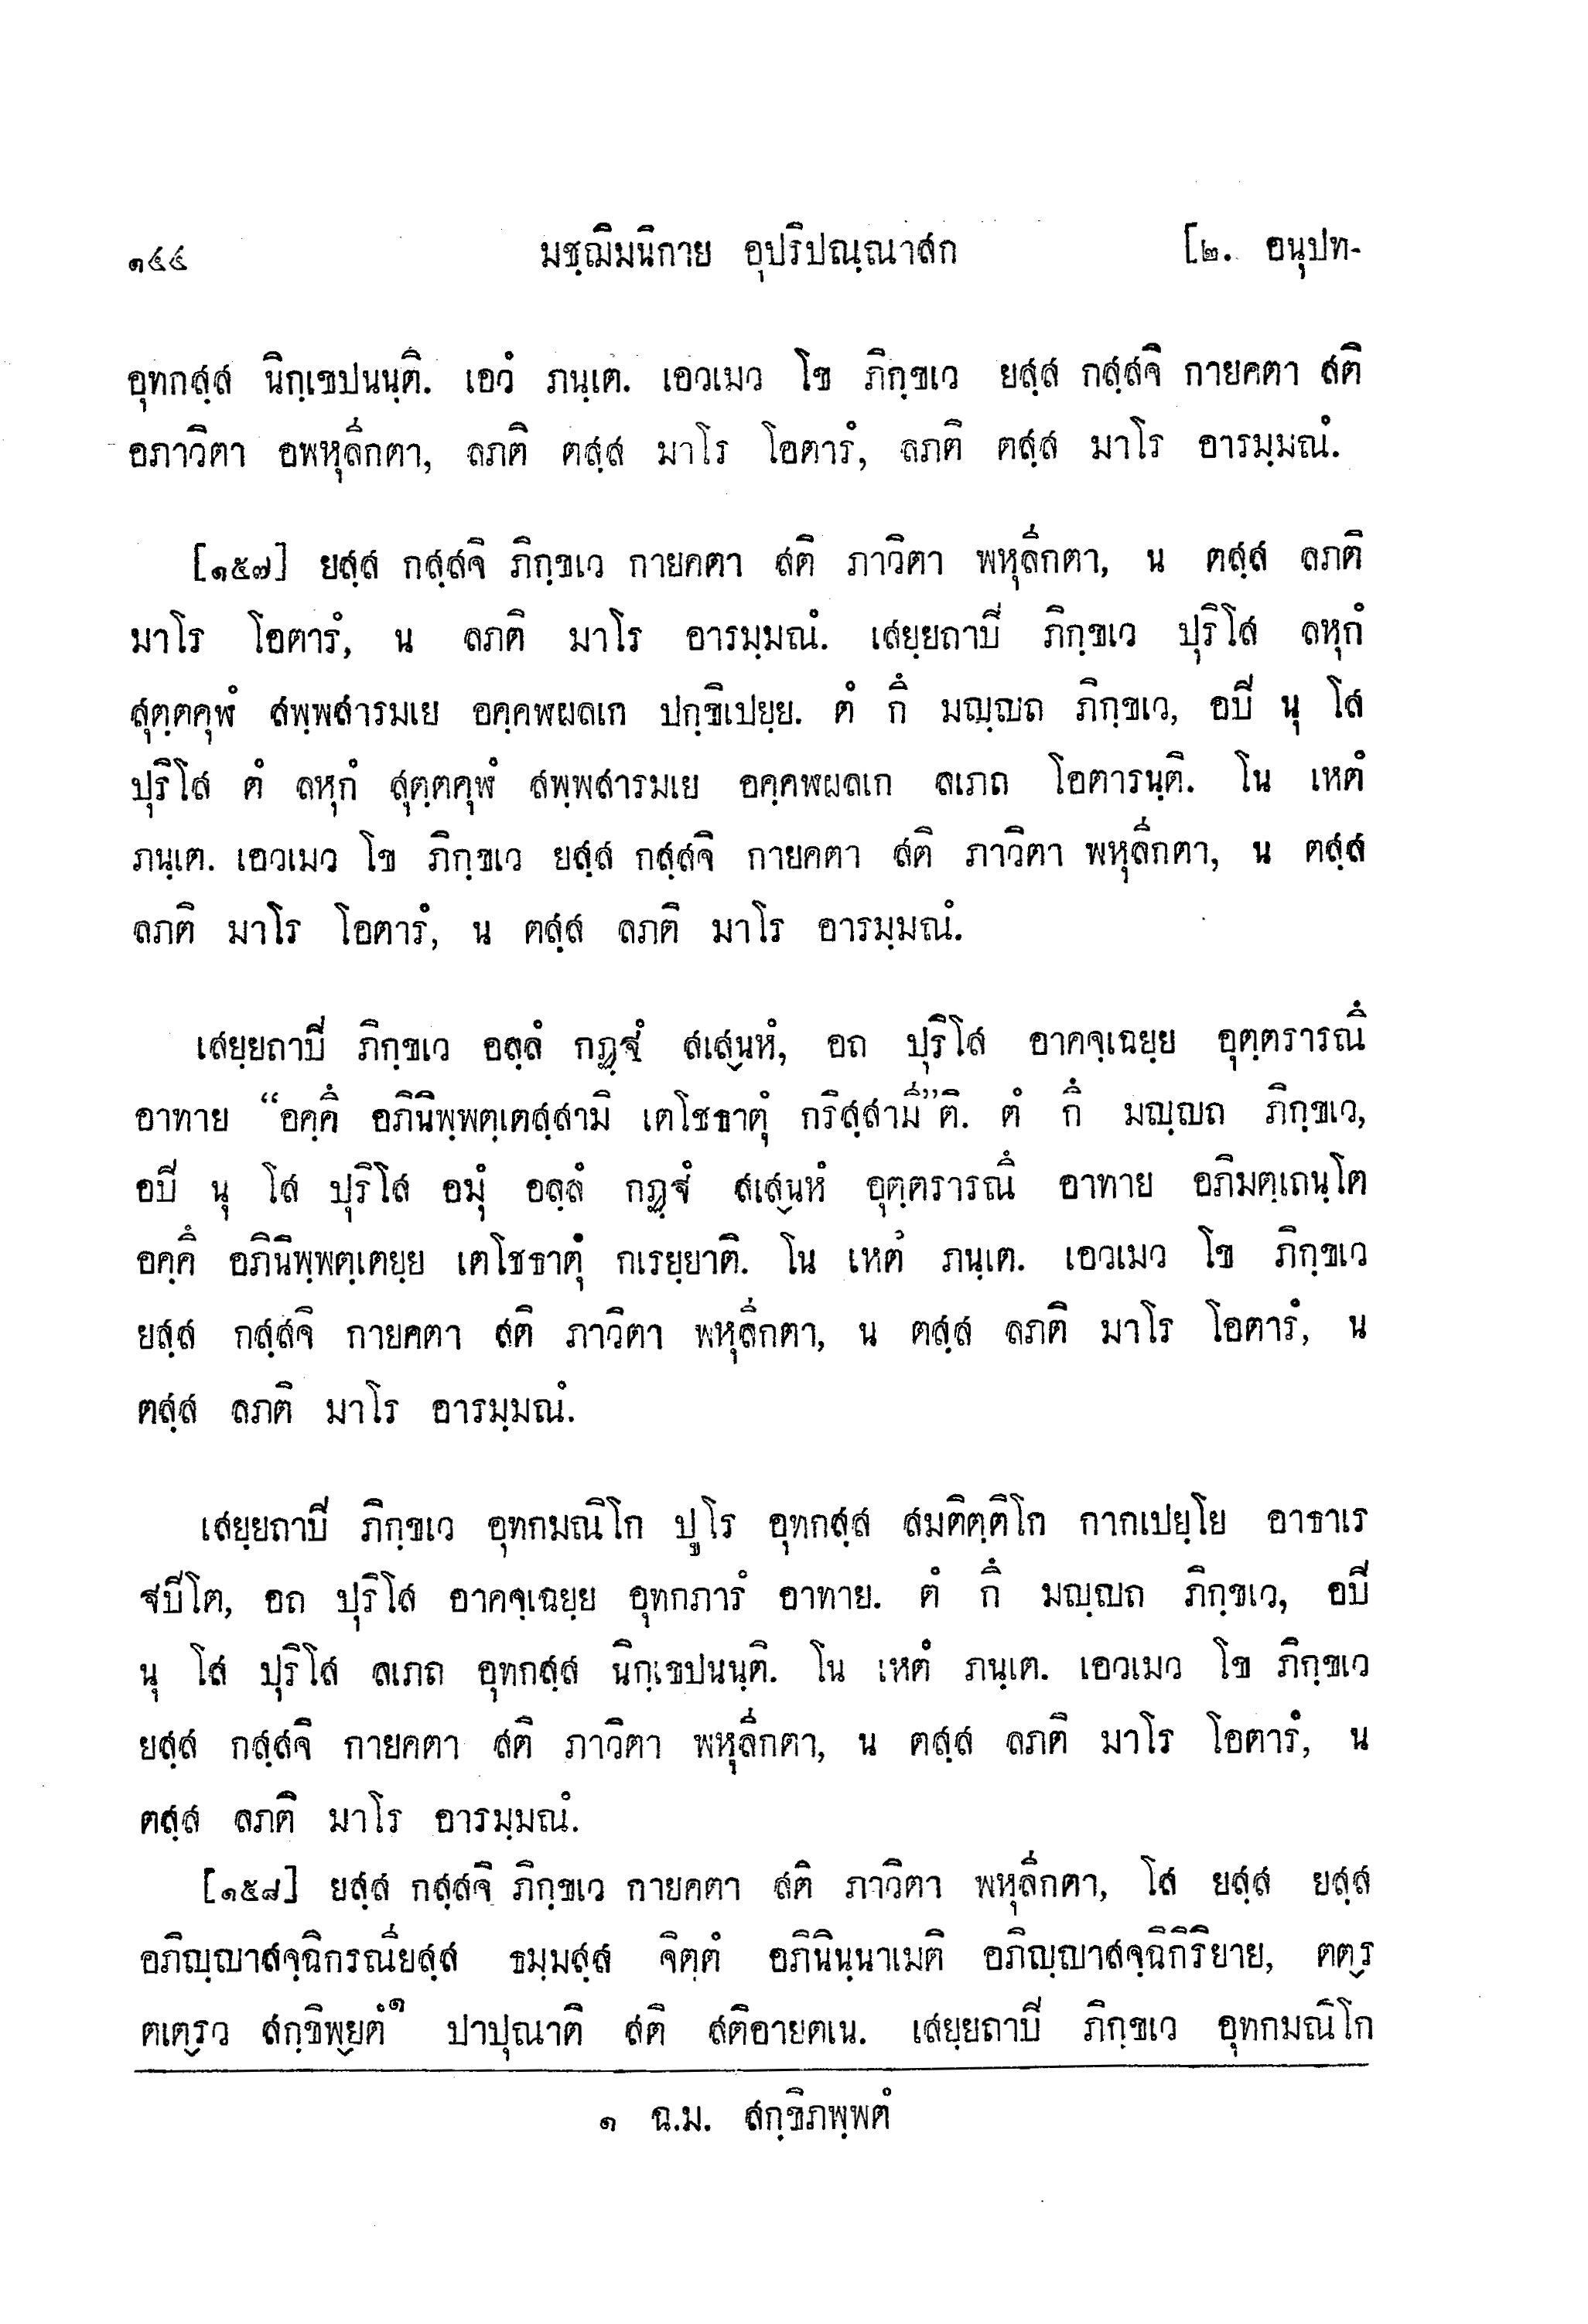 ๑๔๔ มชฺฌิมนิกาย อุปริปณฺณาสก [๒. อนุปท-
อุทกสฺส นิกฺเขปนนฺติ. เอวํ ภนฺเต. เอวเมว โข ภิกฺขเว ยสฺส กสฺสจิ กายคตา สติ
อภาวิตา อพหุลีกตา, ลภติ ตสฺส มาโร โอตารํ, ลภติ ตสฺส มาโร อารมฺมณํ.
[๑๕๗] ยสฺส กสฺสจิ ภิกฺขเว กายคตา สติ ภาวิตา พหุลีกตา, น ตสฺส ลภติ
มาโร โอตารํ, น ลภติ มาโร อารมฺมณํ. เสยฺยถาปี ภิกฺขเว ปุริโส ลหุกํ
สุตฺตคุฬํ สพฺพสารมเย อคฺคฬผลเก ปกฺขิเปยฺย. ตํ กึ มญฺญถ ภิกฺขเว, อปี นุ โส
ปุริโส ตํ ลหุกํ สุตฺตคุฬํ สพฺพสารมเย อคฺคฬผลเก ลเภถ โอตารนฺติ. โน เหตํ
ภนฺเต. เอวเมว โข ภิกฺขเว ยสฺส กสฺสจิ กายคตา สติ ภาวิตา พหุลีกตา, น ตสฺส
ลภติ มาโร โอตารํ, น ตสฺส ลภติ มาโร อารมฺมณํ.
เสยฺยถาปี ภิกฺขเว อลฺลํ กฏฺฐํ สเสฺนหํ, อถ ปุริโส อาคจฺเฉยฺย อุตฺตรารณึ
อาทาย “อคฺคึ อภินิพฺพตฺเตสฺสามิ เตโชธาตุํ กริสฺสามี”ติ. ตํ กึ มญฺญถ ภิกฺขเว,
อปี นุ โส ปุริโส อมุํ อลฺลํ กฏฺฐํ สเสฺนหํ อุตฺตรารณึ อาทาย อภิมตฺเถนฺโต
อคฺคึ อภินิพฺพตฺเตยฺย เตโชธาตุํ กเรยฺยาติ. โน เหตํ ภนฺเต. เอวเมว โข ภิกฺขเว
ยสฺส กสฺสจิ กายคตา สติ ภาวิตา พหุลีกตา, น ตสฺส ลภติ มาโร โอตารํ, น
ตสฺส ลภติ มาโร อารมฺมณํ.
เสยฺยถาปี ภิกฺขเว อุทกมณิโก ปูโร อุทกสฺส สมติตฺติโก กากเปยฺโย อาธาเร
ฐปีโต, อถ ปุริโส อาคจฺเฉยฺย อุทกภารํ อาทาย. ตํ กึ มญฺญถ ภิกฺขเว, อปี
นุ โส ปุริโส ลเภถ อุทกสฺส นิกฺเขปนนฺติ. โน เหตํ ภนฺเต. เอวเมว โข ภิกฺขเว
ยสฺส กสฺสจิ กายคตา สติ ภาวิตา พหุลีกตา, น ตสฺส ลภติ มาโร โอตารํ, น
ตสฺส ลภติ มาโร อารมฺมณํ.
[๑๕๘] ยสฺส กสฺสจิ ภิกฺขเว กายคตา สติ ภาวิตา พหุลีกตา, โส ยสฺส ยสฺส
อภิญฺญาสจฺฉิกรณียสฺส ธมฺมสฺส จิตฺตํ อภินินฺนาเมติ อภิญฺญาสจฺฉิกิริยาย, ตตฺร
ตเตฺรว สกฺขิพฺยตํ๑ ปาปุณาติ สติ สติอายตเน. เสยฺยถาปี ภิกฺขเว อุทกมณิโก
๑ ฉ.ม. สกฺขิภพฺพตํ